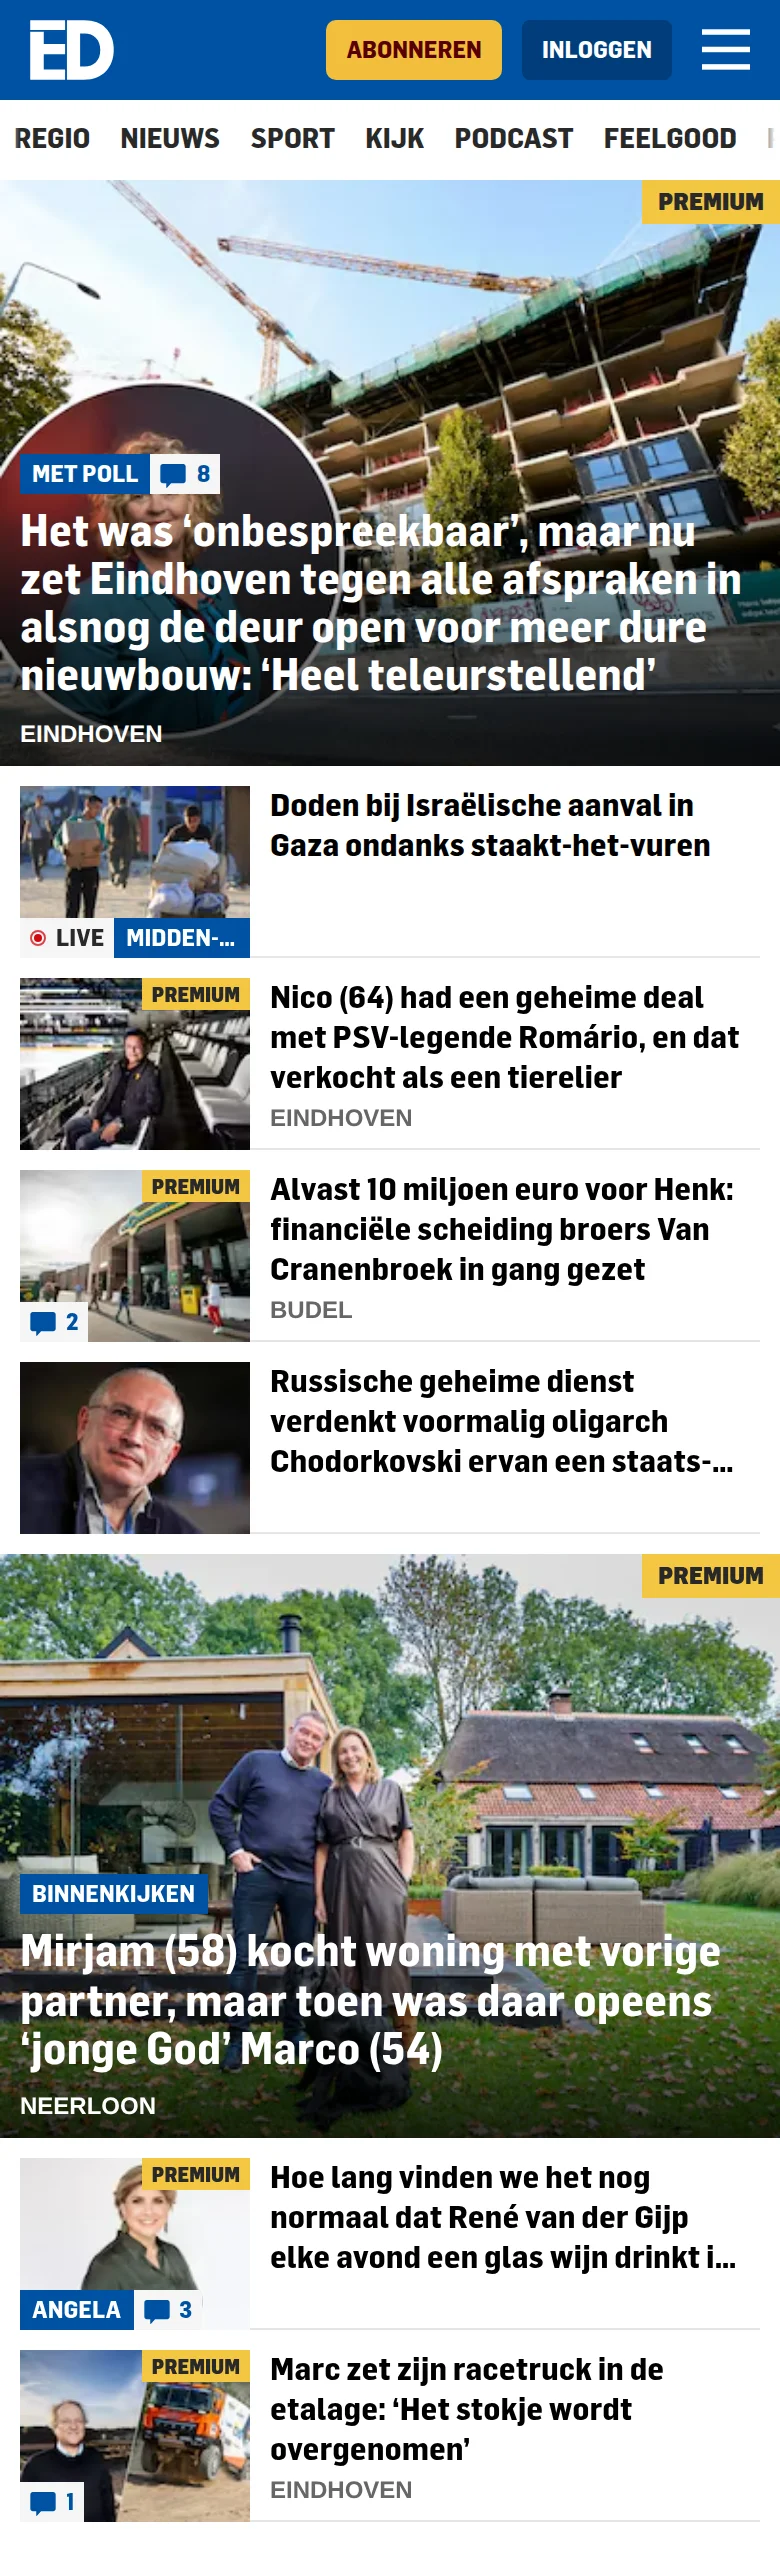 ED
ABONNEREN
INLOGGEN
REGIO NIEUWS SPORT KIJK PODCAST FEELGOOD
PREMIUM
MET POLL
8
Het was ‘onbespreekbaar’, maar nu
zet Eindhoven tegen alle afspraken in
alsnog de deur open voor meer dure
nieuwbouw: ‘Heel teleurstellend’
EINDHOVEN
LIVE
MIDDEN-...
Doden bij Israëlische aanval in
Gaza ondanks staakt-het-vuren
PREMIUM
Nico (64) had een geheime deal
met PSV-legende Romário, en dat
verkocht als een tierelier
EINDHOVEN
PREMIUM
2
Alvast 10 miljoen euro voor Henk:
financiële scheiding broers Van
Cranenbroek in gang gezet
BUDEL
Russische geheime dienst
verdenkt voormalig oligarch
Chodorkovski ervan een staats-...
PREMIUM
BINNENKIJKEN
Mirjam (58) kocht woning met vorige
partner, maar toen was daar opeens
‘jonge God’ Marco (54)
NEERLOON
PREMIUM
ANGELA
3
Hoe lang vinden we het nog
normaal dat René van der Gijp
elke avond een glas wijn drinkt i...
PREMIUM
1
Marc zet zijn racetruck in de
etalage: ‘Het stokje wordt
overgenomen’
EINDHOVEN